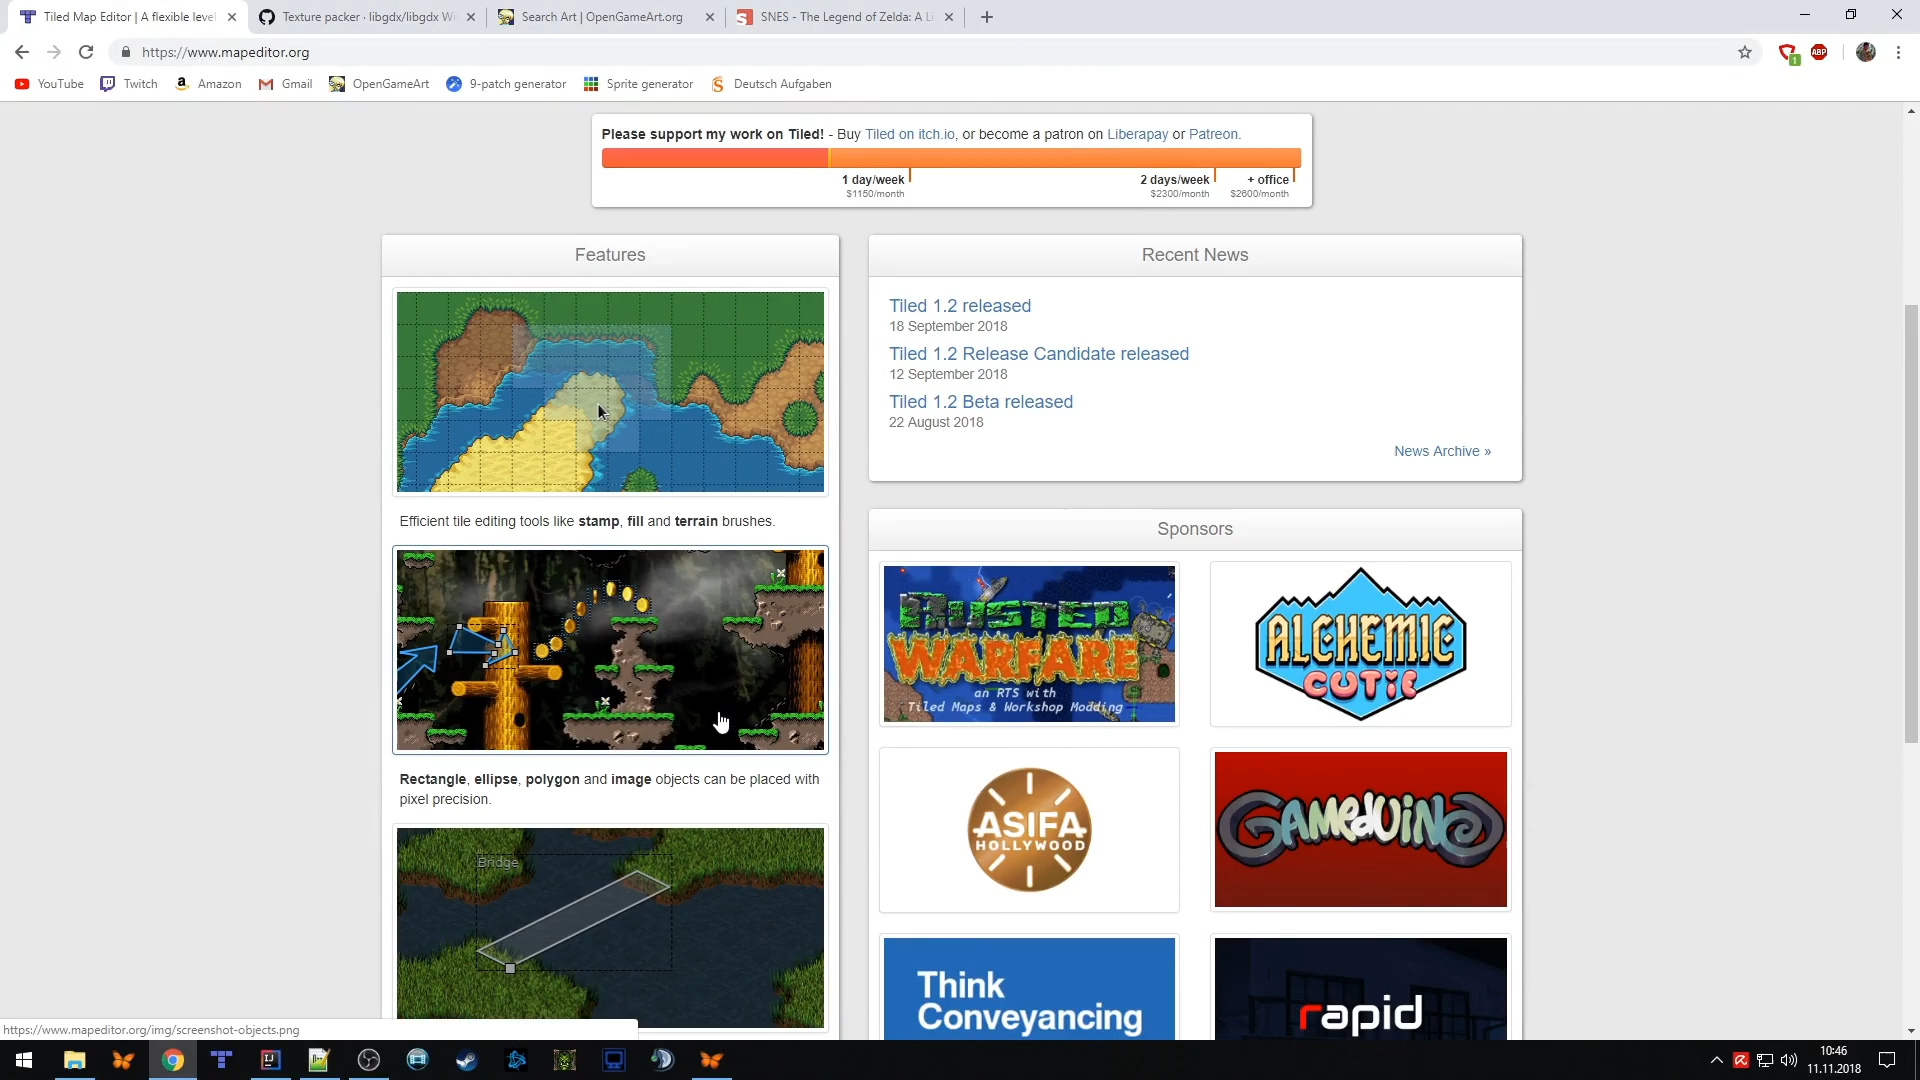 Tiled Map Editor | A flexible level
Texture packer · libgdx/libgdx Wi
Search Art | OpenGameArt.org
SNES - The Legend of Zelda: A Li
https://www.mapeditor.org
ABP
1
YouTube
Twitch
Amazon
Gmail
OpenGameArt
9-patch generator
Sprite generator
Deutsch Aufgaben
Please support my work on Tiled! - Buy Tiled on itch.io, or become a patron on Liberapay or Patreon.
1 day/week
2 days/week
+ office
$1150/month
$2300/month
$2600/month
Features
Efficient tile editing tools like stamp, fill and terrain brushes.
Rectangle, ellipse, polygon and image objects can be placed with
pixel precision.
Bridge
Recent News
Tiled 1.2 released
18 September 2018
Tiled 1.2 Release Candidate released
12 September 2018
Tiled 1.2 Beta released
22 August 2018
News Archive »
Sponsors
RUSTED
WARFARE
an RTS with
Tiled Maps & Workshop Modding
ALCHEMIC
CUTIE
ASIFA
HOLLYWOOD
GAMEDUINO
Think
Conveyancing
rapid
https://www.mapeditor.org/img/screenshot-objects.png
10:46
11.11.2018